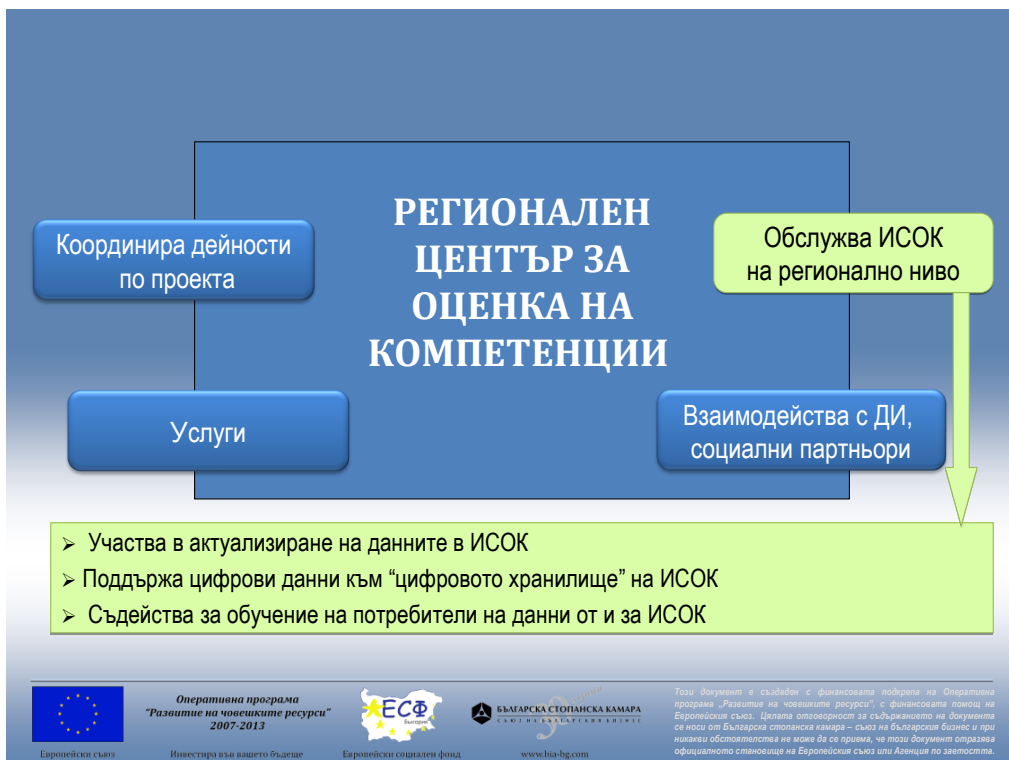 РЕГИОНАЛЕН
ЦЕНТЪР ЗА
ОЦЕНКА НА
КОМПЕТЕНЦИИ
Координира дейности
по проекта
Обслужва ИСОК
на регионално ниво
Услуги
Взаимодейства с ДИ,
социални партньори
➢ Участва в актуализиране на данните в ИСОК
➢ Поддържа цифрови данни към “цифровото хранилище” на ИСОК
➢ Съдейства за обучение на потребители на данни от и за ИСОК
Европейски съюз
Оперативна програма
“Развитие на човешките ресурси”
2007-2013
Инвестира във вашето бъдеще
ЕСФ
България
Европейски социален фонд
БЪЛГАРСКА СТОПАНСКА КАМАРА
СЪЮЗ НА БЪЛГАРСКИЯ БИЗНЕС
www.bia-bg.com
Този документ е създаден с финансовата подкрепа на Оперативна
програма „Развитие на човешките ресурси”, с финансовата помощ на
Европейския съюз. Цялата отговорност за съдържанието на документа
се носи от Българска стопанска камара – съюз на българския бизнес и при
никакви обстоятелства не може да се приема, че този документ отразява
официалното становище на Европейския съюз или Агенция по заетостта.